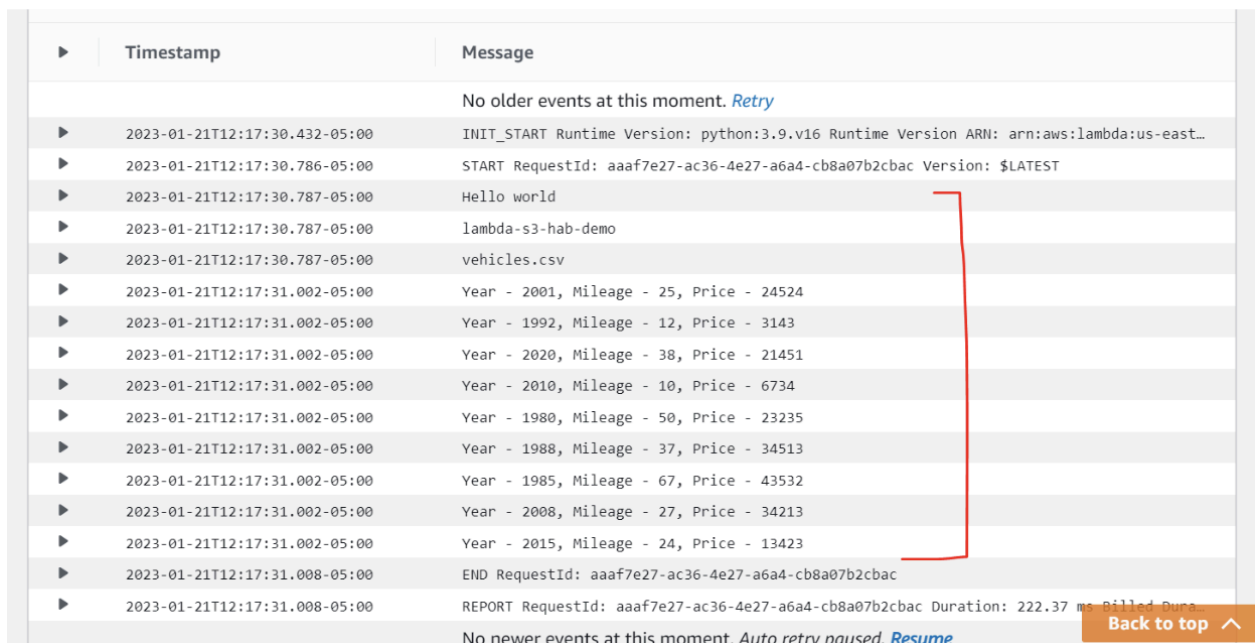 Timestamp Message
No older events at this moment. Retry
2023-01-21T12:17:30.432-05:00 INIT_START Runtime Version: python:3.9.v16 Runtime Version ARN: arn:aws:lambda:us-east…
2023-01-21T12:17:30.786-05:00 START RequestId: aaaf7e27-ac36-4e27-a6a4-cb8a07b2cbac Version: $LATEST
2023-01-21T12:17:30.787-05:00 Hello world
2023-01-21T12:17:30.787-05:00 lambda-s3-hab-demo
2023-01-21T12:17:30.787-05:00 vehicles.csv
2023-01-21T12:17:31.002-05:00 Year - 2001, Mileage - 25, Price - 24524
2023-01-21T12:17:31.002-05:00 Year - 1992, Mileage - 12, Price - 3143
2023-01-21T12:17:31.002-05:00 Year - 2020, Mileage - 38, Price - 21451
2023-01-21T12:17:31.002-05:00 Year - 2010, Mileage - 10, Price - 6734
2023-01-21T12:17:31.002-05:00 Year - 1980, Mileage - 50, Price - 23235
2023-01-21T12:17:31.002-05:00 Year - 1988, Mileage - 37, Price - 34513
2023-01-21T12:17:31.002-05:00 Year - 1985, Mileage - 67, Price - 43532
2023-01-21T12:17:31.002-05:00 Year - 2008, Mileage - 27, Price - 34213
2023-01-21T12:17:31.002-05:00 Year - 2015, Mileage - 24, Price - 13423
2023-01-21T12:17:31.008-05:00 END RequestId: aaaf7e27-ac36-4e27-a6a4-cb8a07b2cbac
2023-01-21T12:17:31.008-05:00 REPORT RequestId: aaaf7e27-ac36-4e27-a6a4-cb8a07b2cbac Duration: 222.37 ms Billed Dura…
Back to top
No newer events at this moment. Auto retry paused. Resume